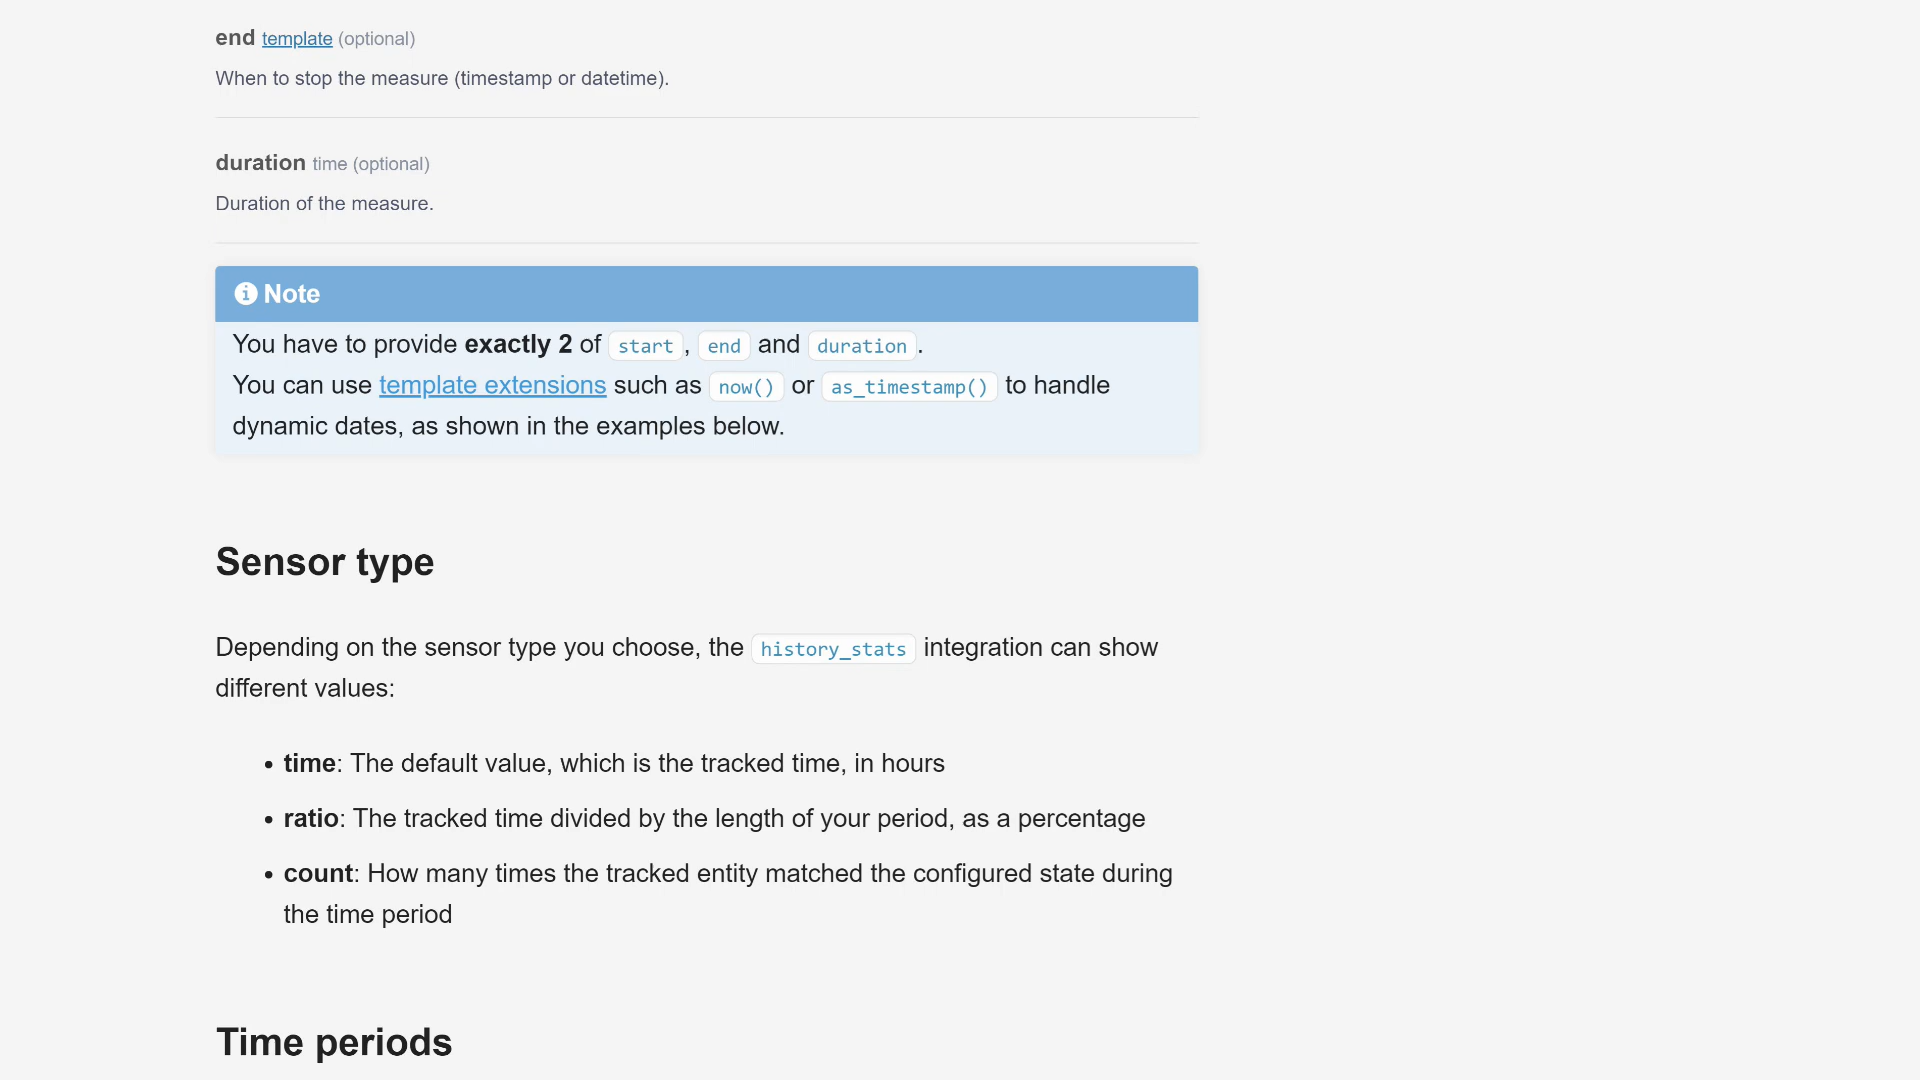 end template (optional)
When to stop the measure (timestamp or datetime).
duration time (optional)
Duration of the measure.
Note
You have to provide exactly 2 of start, end and duration.
You can use template extensions such as now() or as_timestamp() to handle
dynamic dates, as shown in the examples below.
Sensor type
Depending on the sensor type you choose, the history_stats integration can show
different values:
• time: The default value, which is the tracked time, in hours
• ratio: The tracked time divided by the length of your period, as a percentage
• count: How many times the tracked entity matched the configured state during
the time period
Time periods